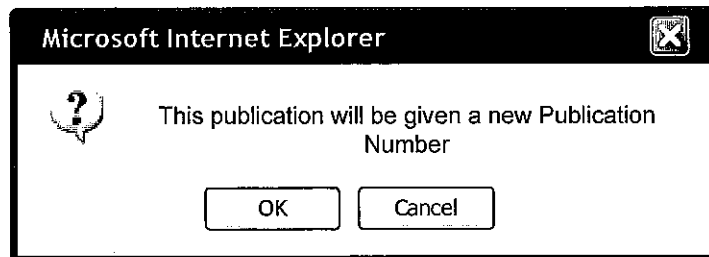 Microsoft Internet Explorer
This publication will be given a new Publication
Number
OK
Cancel